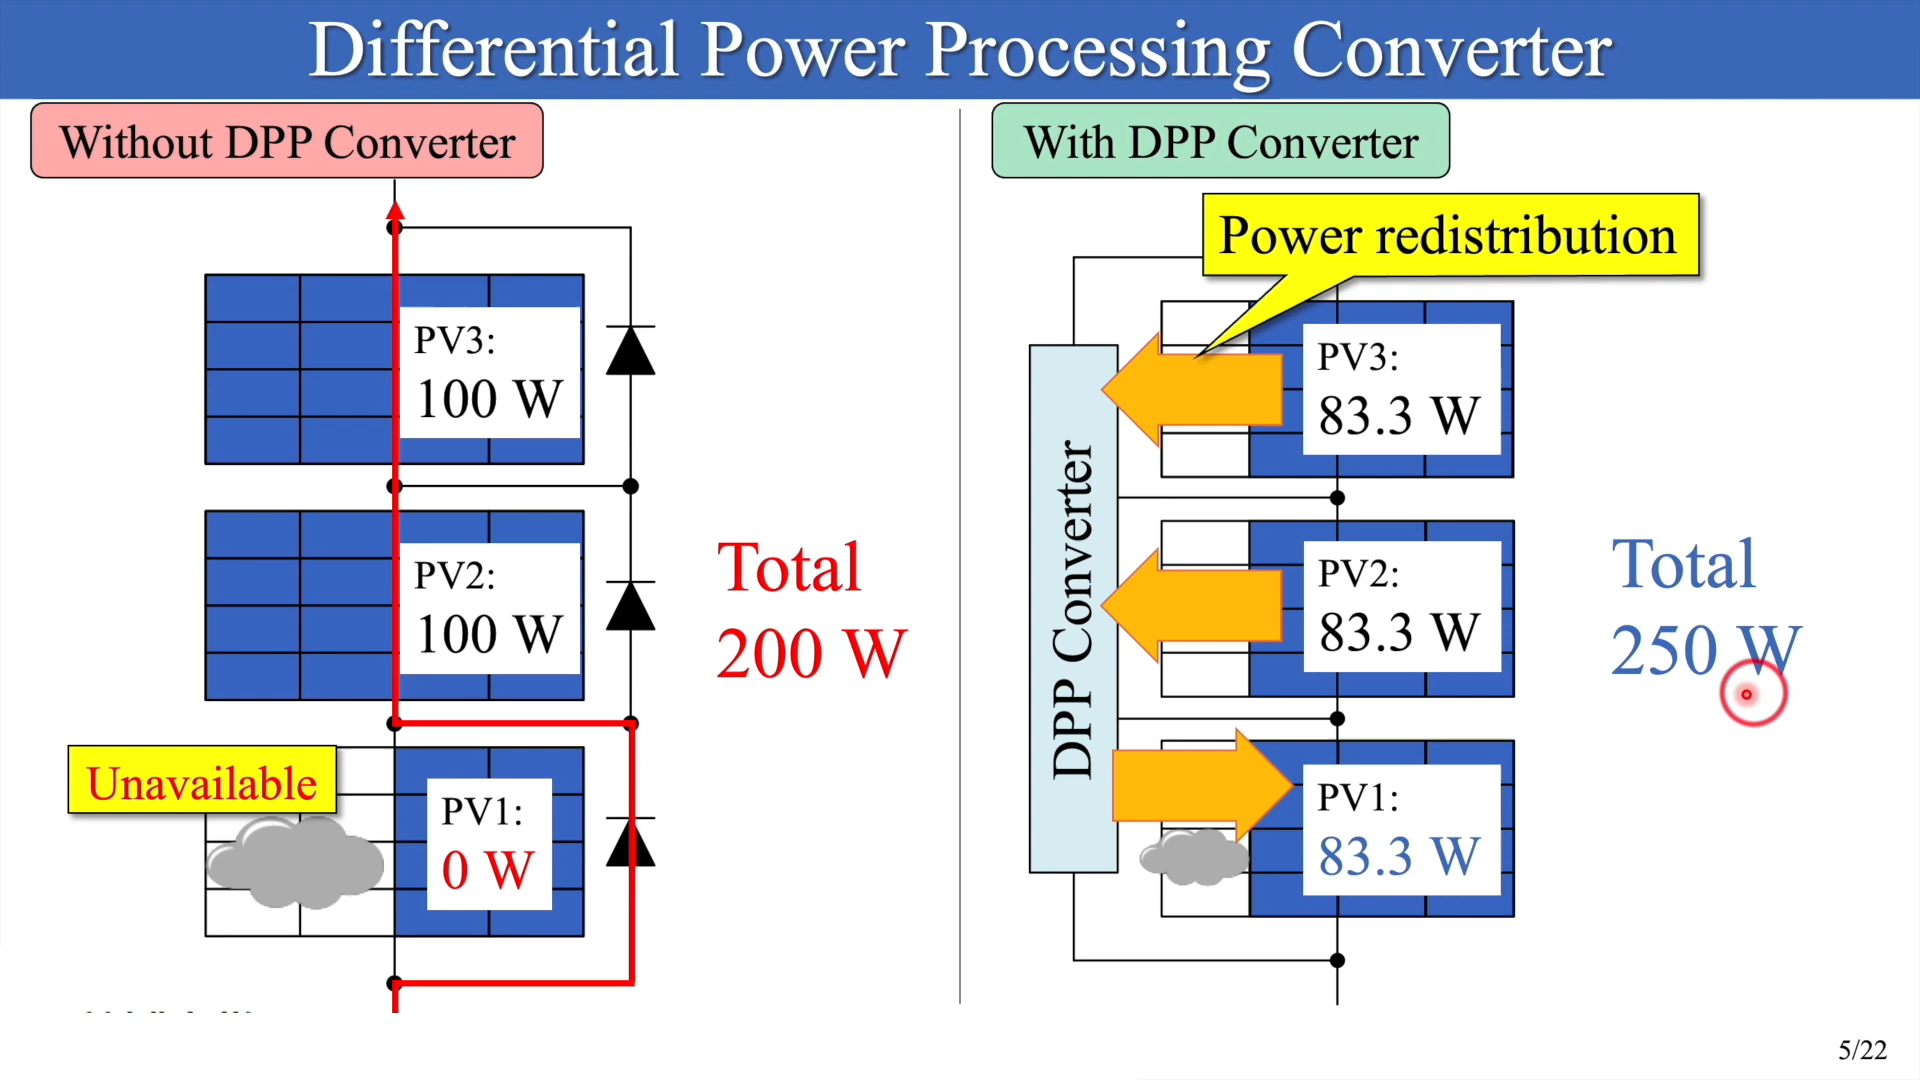 Differential Power Processing Converter
Without DPP Converter
PV3:
100 W
PV2:
100 W
Total
200 W
Unavailable
PV1:
0 W
With DPP Converter
Power redistribution
DPP Converter
PV3:
83.3 W
PV2:
83.3 W
Total
250 W
PV1:
83.3 W
5/22